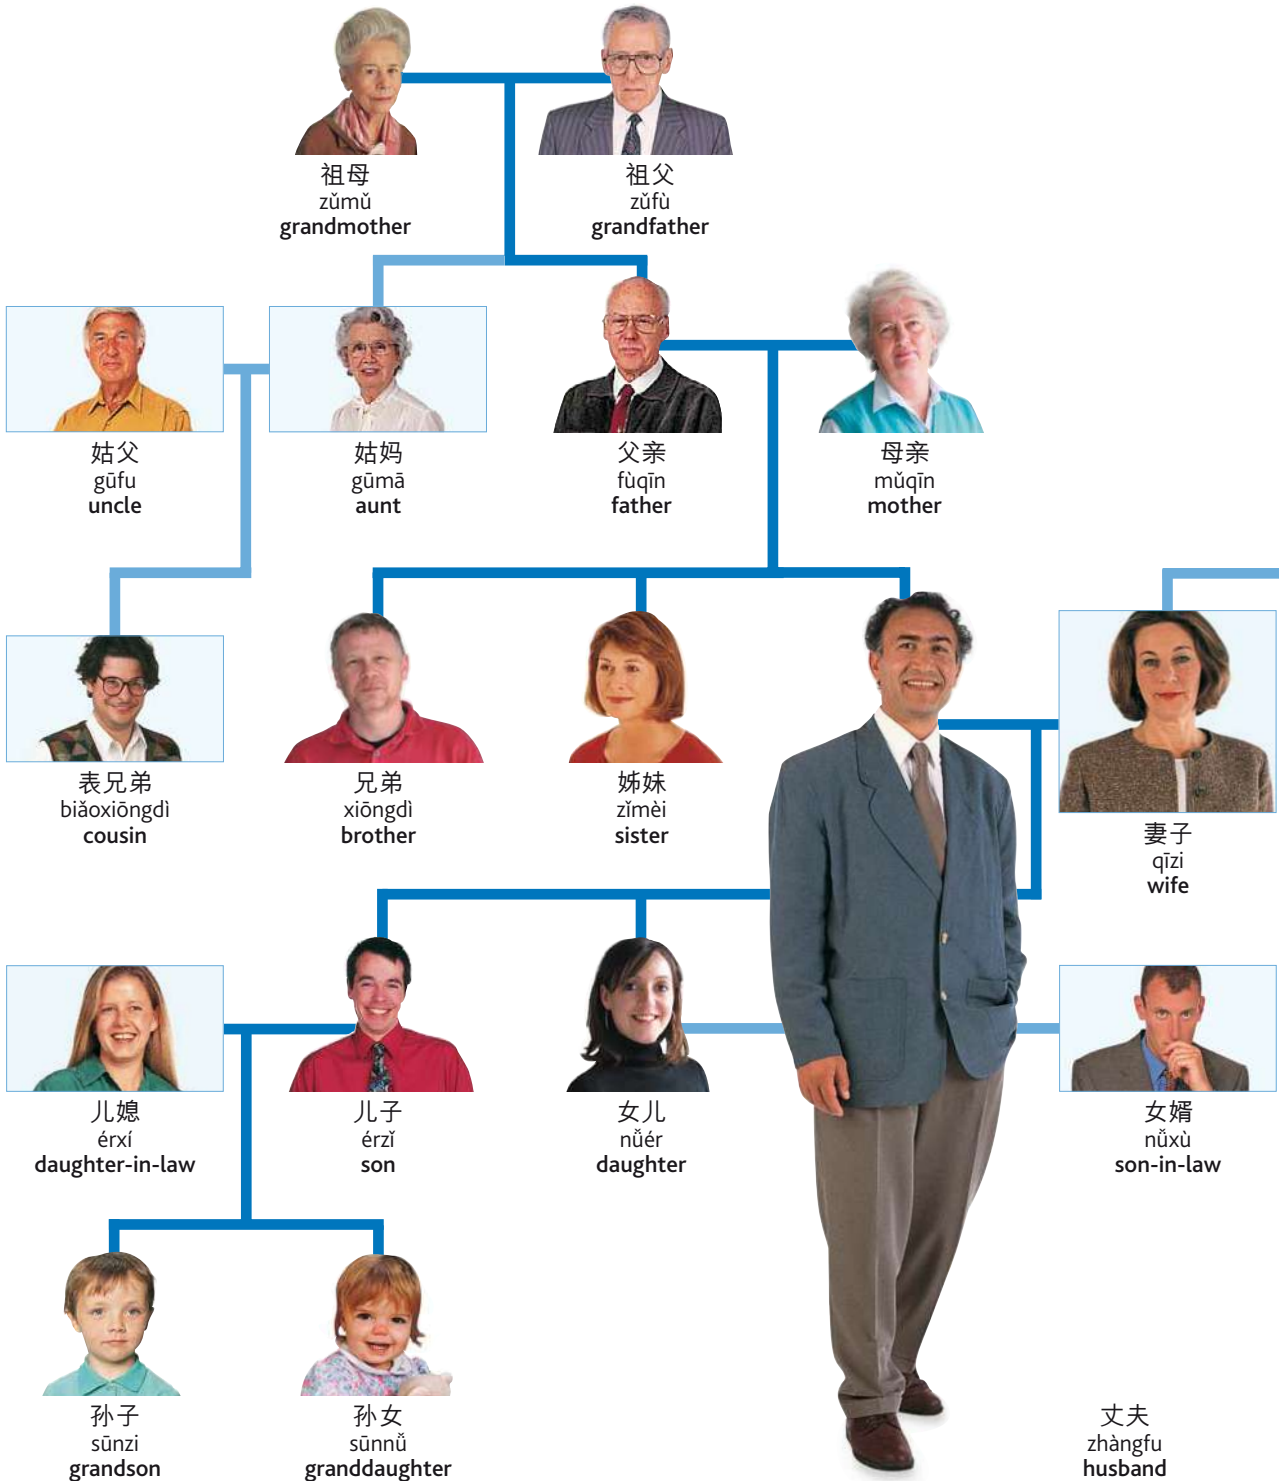 祖母
zǔmǔ
grandmother
祖父
zǔfù
grandfather
姑父
gūfu
uncle
姑妈
gūmā
aunt
父亲
fùqīn
father
母亲
mǔqīn
mother
表兄弟
biǎoxiōngdì
cousin
兄弟
xiōngdì
brother
姊妹
zǐmèi
sister
妻子
qīzi
wife
儿媳
érxí
daughter-in-law
儿子
érzǐ
son
女儿
nǚér
daughter
女婿
nǚxù
son-in-law
孙子
sūnzi
grandson
孙女
sūnnǚ
granddaughter
丈夫
zhàngfu
husband